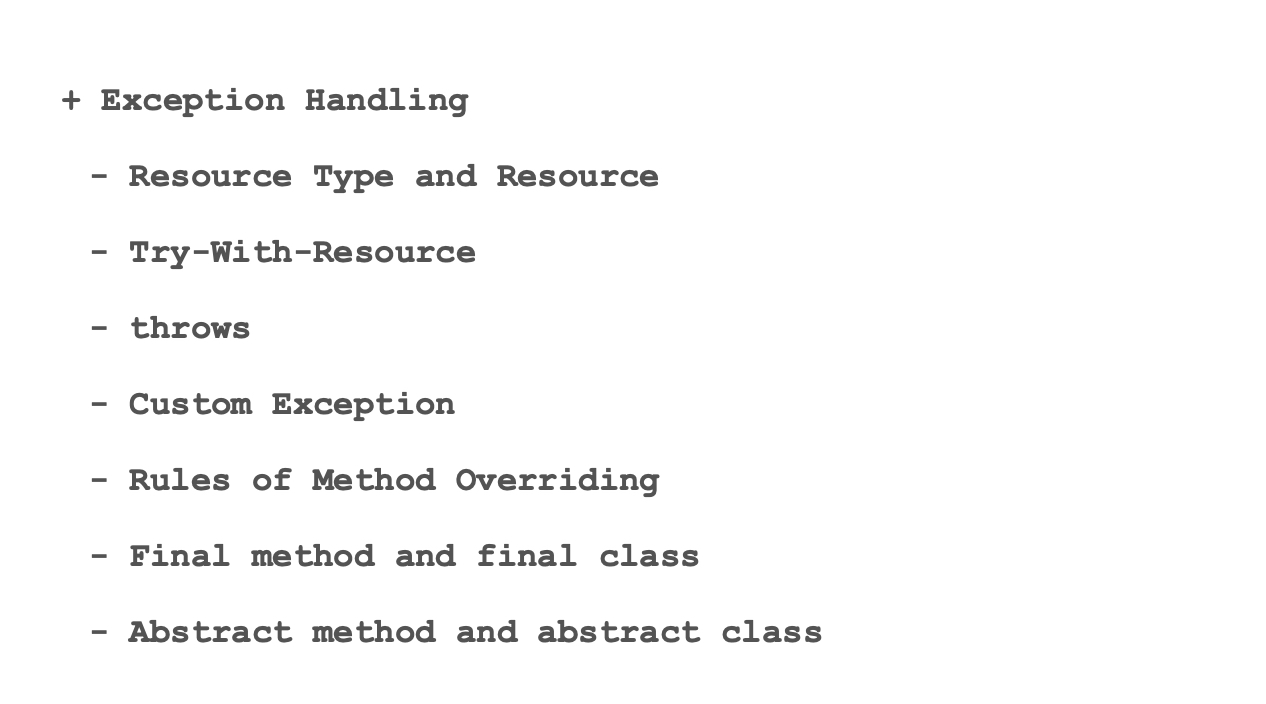 + Exception Handling
- Resource Type and Resource
- Try-With-Resource
- throws
- Custom Exception
- Rules of Method Overriding
- Final method and final class
- Abstract method and abstract class